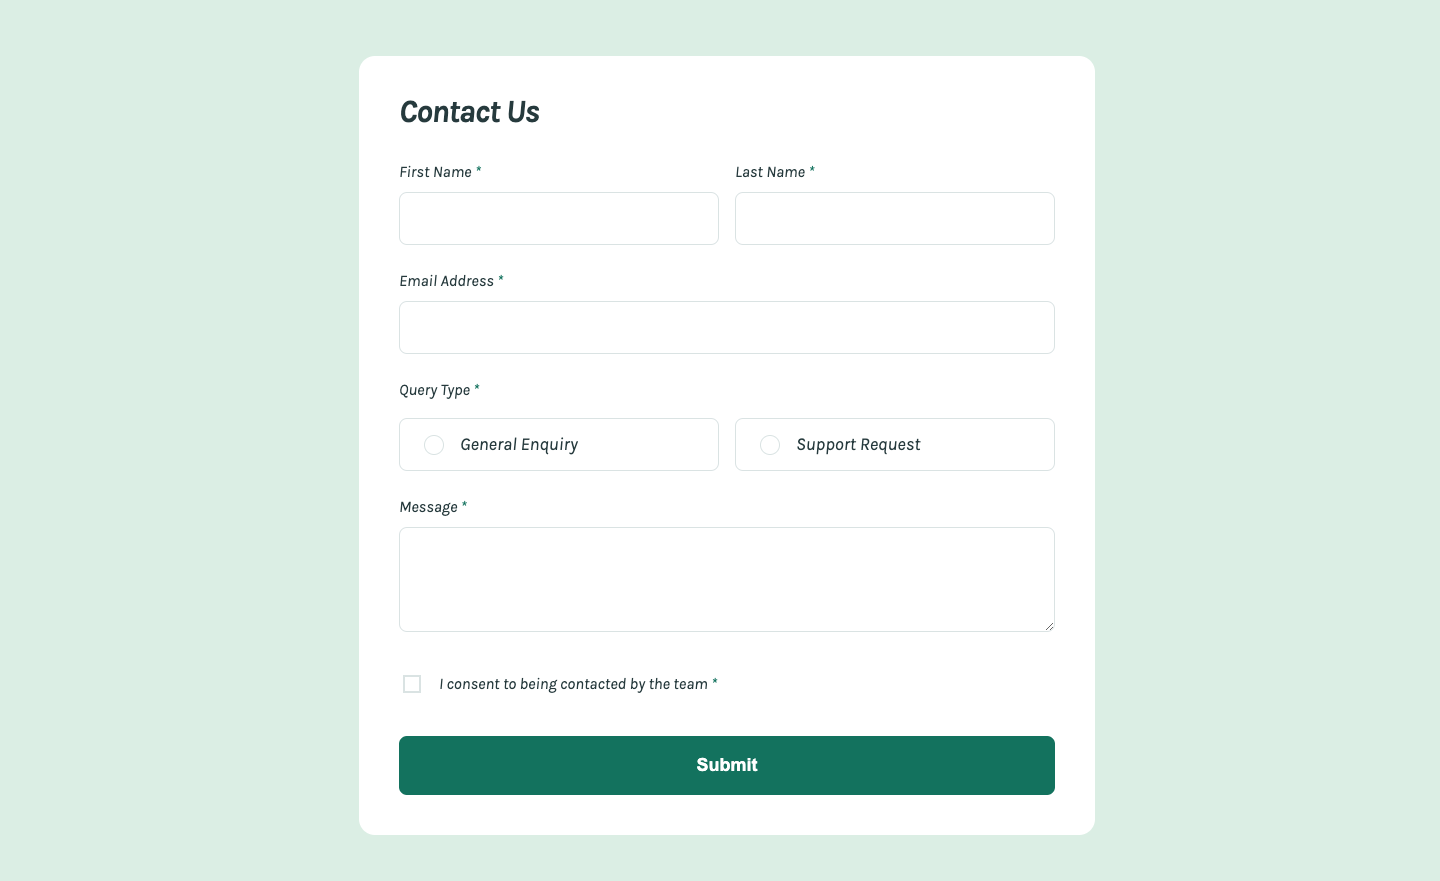 Contact Us
First Name *
Last Name *
Email Address *
Query Type *
General Enquiry
Support Request
Message *
I consent to being contacted by the team *
Submit